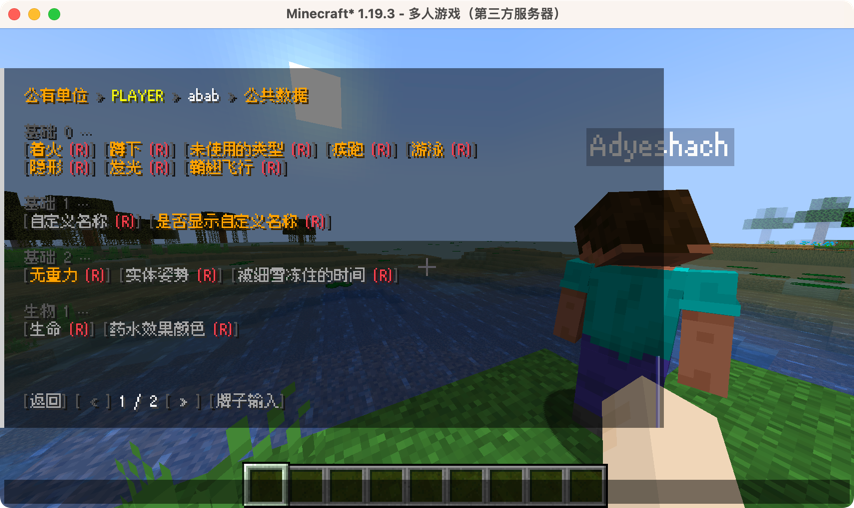 Minecraft* 1.19.3 - 多人游戏（第三方服务器）
公有单位 > PLAYER > abab > 公共数据
Adyeshach
基础 0 ...
[着火 (R)] [蹲下 (R)] [未使用的类型 (R)] [疾跑 (R)] [游泳 (R)]
[隐形 (R)] [发光 (R)] [鞘翅飞行 (R)]
基础 1 ...
[自定义名称 (R)] [是否显示自定义名称 (R)]
基础 2 ...
[无重力 (R)] [实体姿势 (R)] [被细雪冻住的时间 (R)]
生物 1 ...
[生命 (R)] [药水效果颜色 (R)]
[返回] [ < ] 1 / 2 [ > ] [牌子输入]